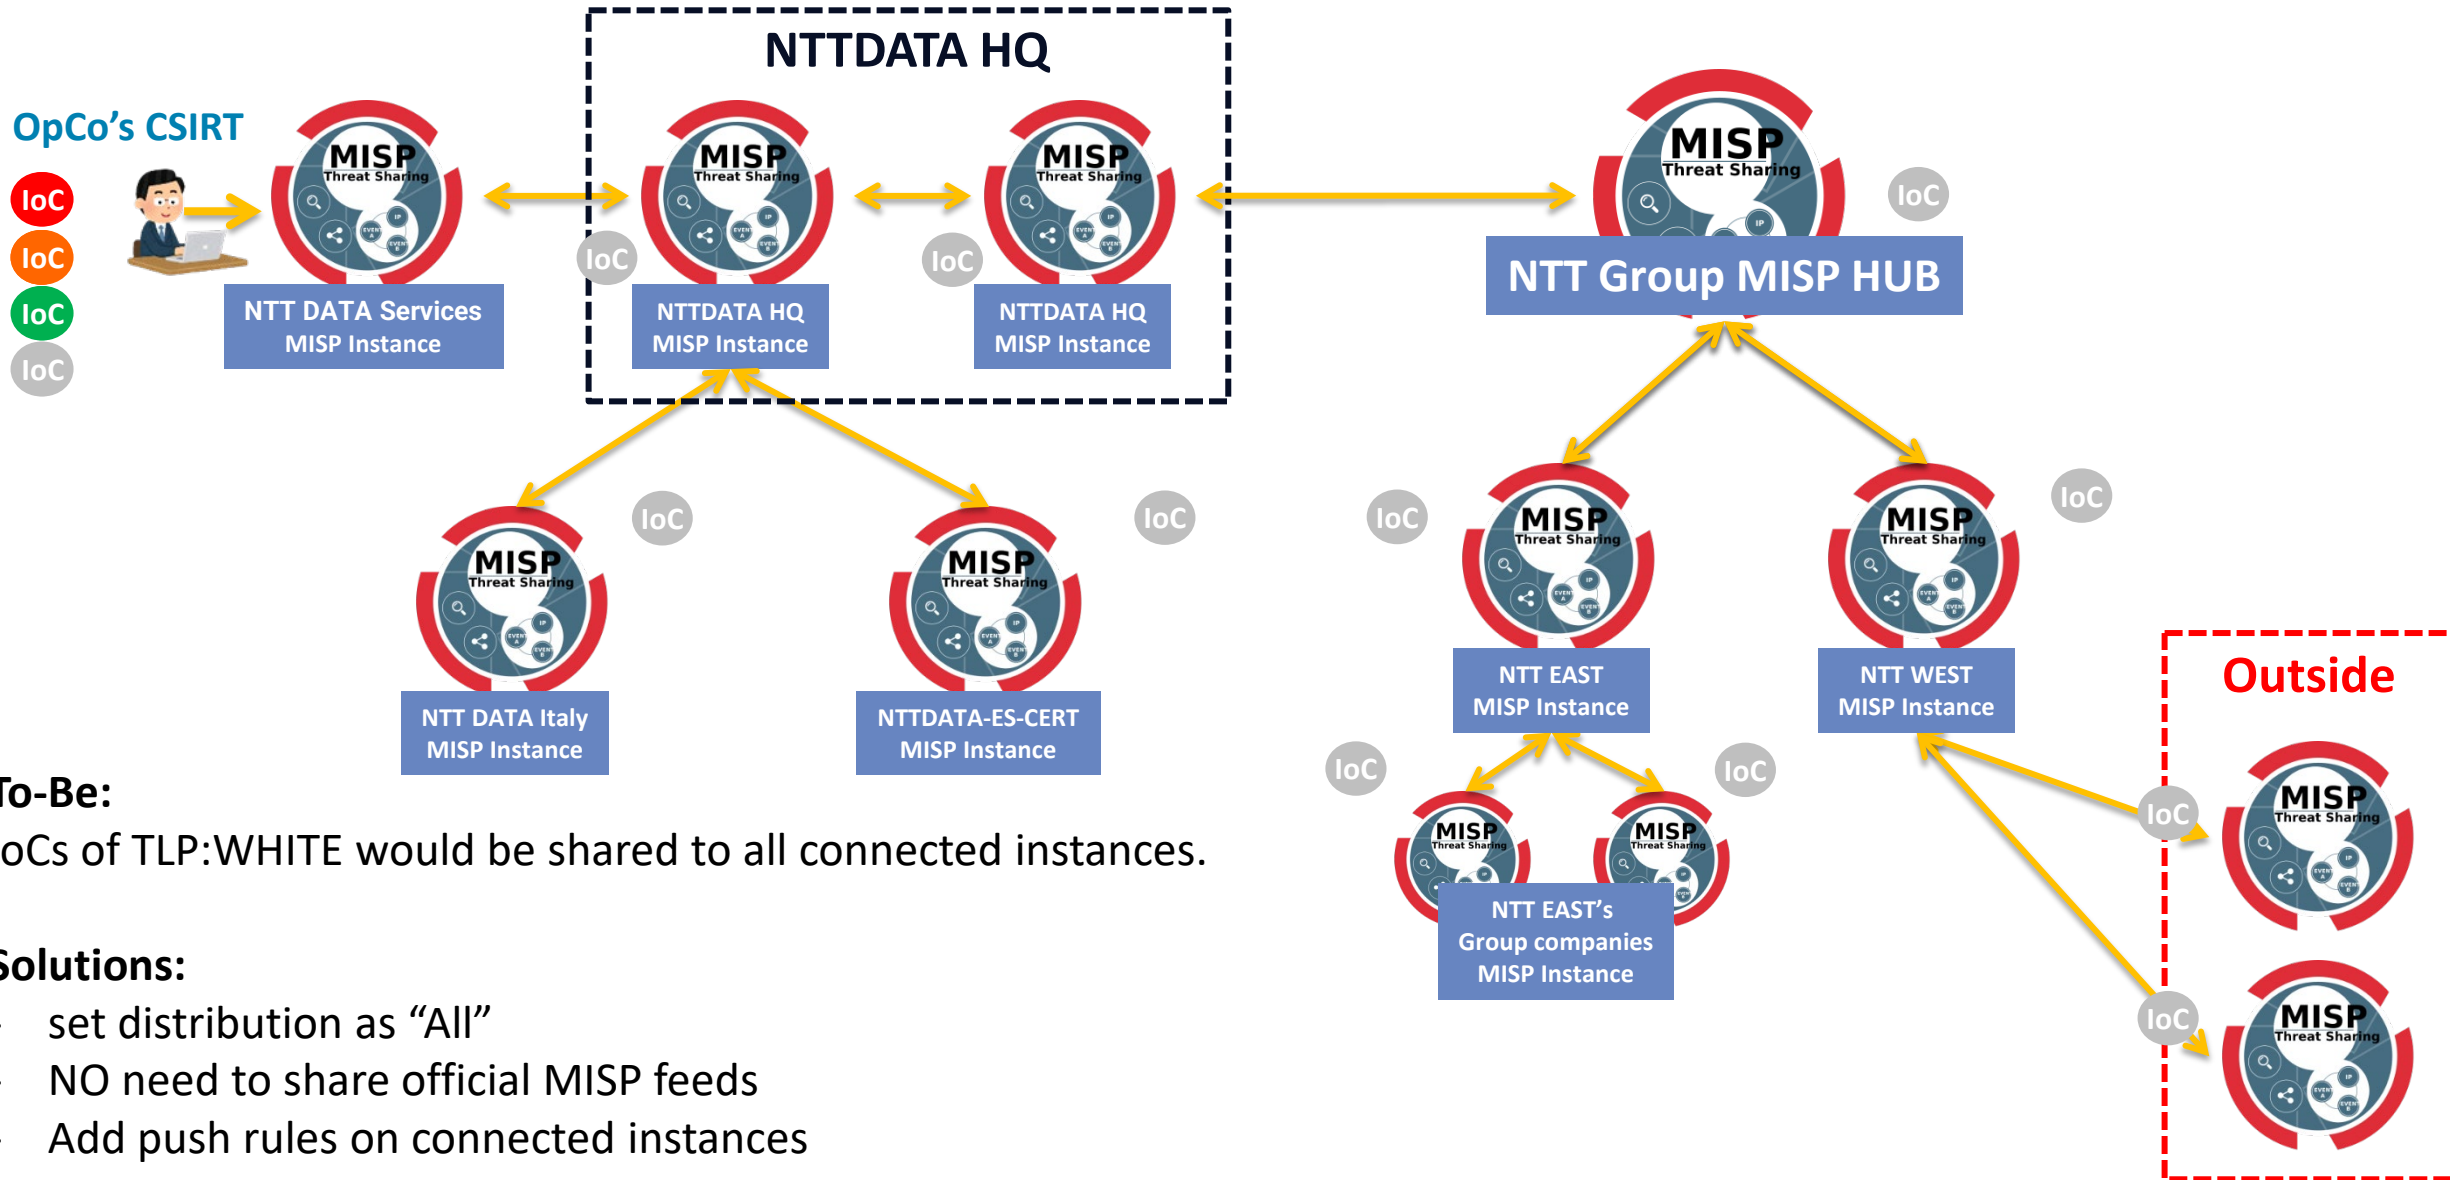 NTTDATA HQ
OpCo's CSIRT
IoC
IoC
IoC
IoC
MISP
Threat Sharing
NTT DATA Services
MISP Instance
IoC
MISP
Threat Sharing
NTTDATA HQ
MISP Instance
IoC
MISP
Threat Sharing
NTTDATA HQ
MISP Instance
MISP
Threat Sharing
IoC
NTT Group MISP HUB
MISP
Threat Sharing
IoC
NTT DATA Italy
MISP Instance
MISP
Threat Sharing
IoC
NTTDATA-ES-CERT
MISP Instance
IoC
MISP
Threat Sharing
NTT EAST
MISP Instance
MISP
Threat Sharing
IoC
NTT WEST
MISP Instance
IoC
IoC
MISP
Threat Sharing
MISP
Threat Sharing
NTT EAST's
Group companies
MISP Instance
Outside
IoC
MISP
Threat Sharing
IoC
MISP
Threat Sharing
To-Be:
oCs of TLP:WHITE would be shared to all connected instances.
Solutions:
- set distribution as “All”
- NO need to share official MISP feeds
- Add push rules on connected instances